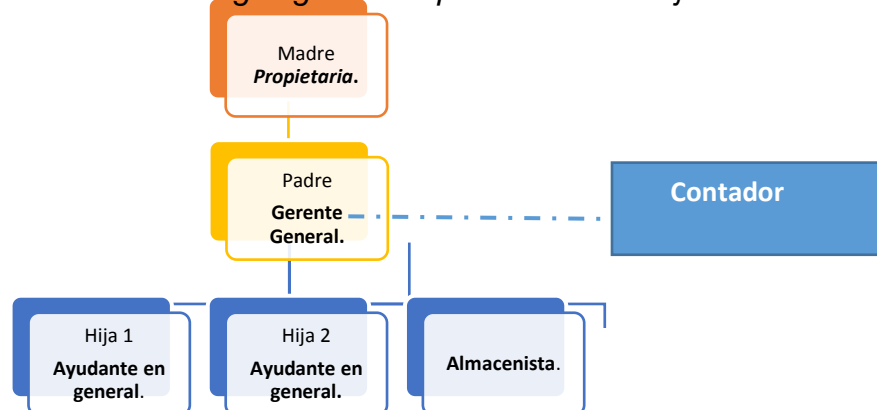 Madre
Propietaria.
Padre
Gerente
General.
Contador
Hija 1
Ayudante en
general.
Hija 2
Ayudante en
general.
Almacenista.